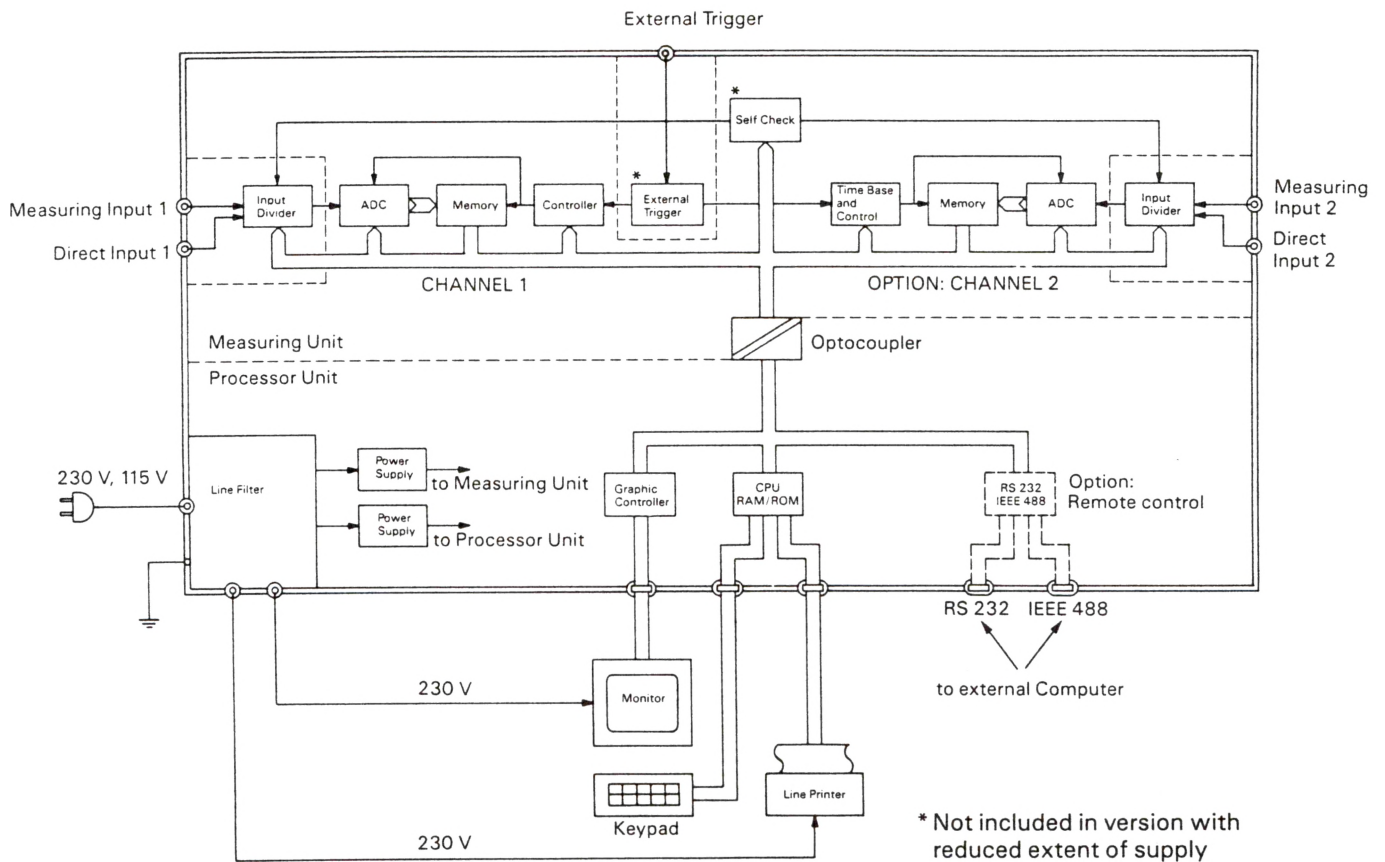 External Trigger
*
Self Check
*
Measuring Input 1
Direct Input 1
Input
Divider
ADC
Memory
Controller
External
Trigger
Time Base
and
Control
Memory
ADC
Input
Divider
Measuring
Input 2
Direct
Input 2
CHANNEL 1
OPTION: CHANNEL 2
Measuring Unit
Optocoupler
Processor Unit
230 V, 115 V
Line Filter
Power
Supply
to Measuring Unit
Power
Supply
to Processor Unit
Graphic
Controller
CPU
RAM/ROM
RS 232
IEEE 488
Option:
Remote control
RS 232
IEEE 488
to external Computer
230 V
Monitor
Keypad
Line Printer
230 V
* Not included in version with
reduced extent of supply